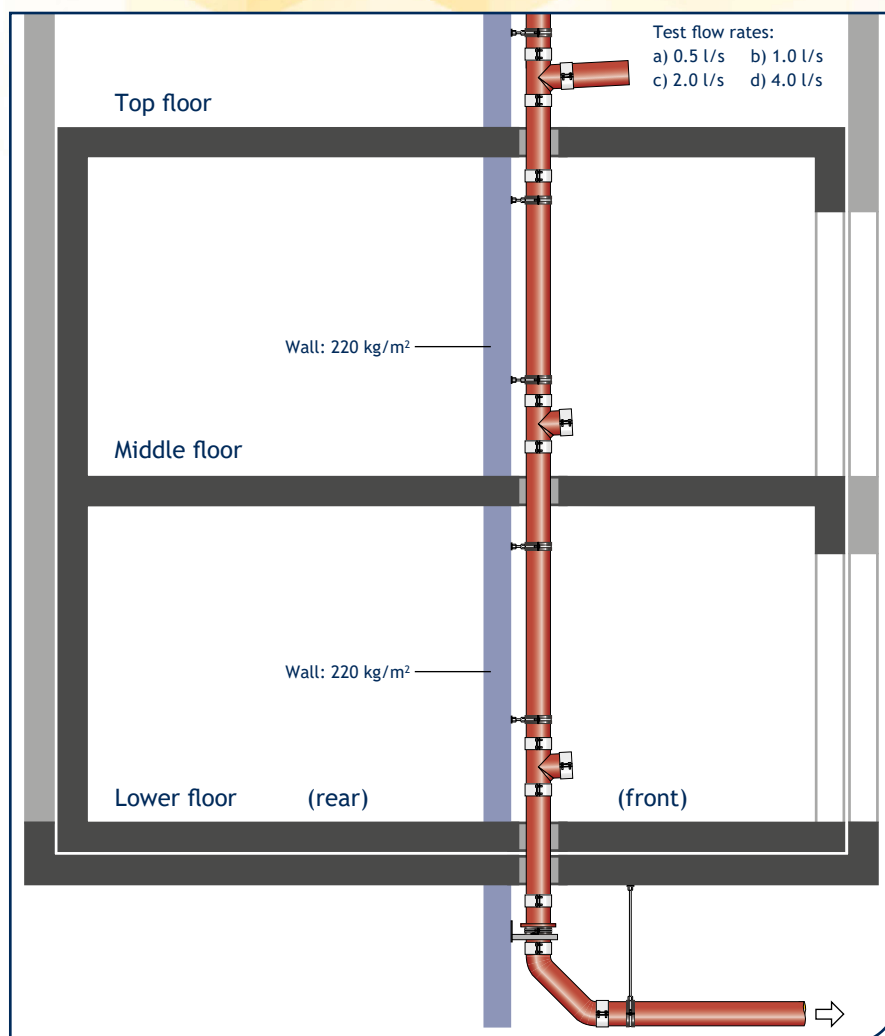 Test flow rates:
a) 0.5 l/s b) 1.0 l/s
c) 2.0 l/s d) 4.0 l/s
Top floor
Wall: 220 kg/m²
Middle floor
Wall: 220 kg/m²
Lower floor (rear) (front)